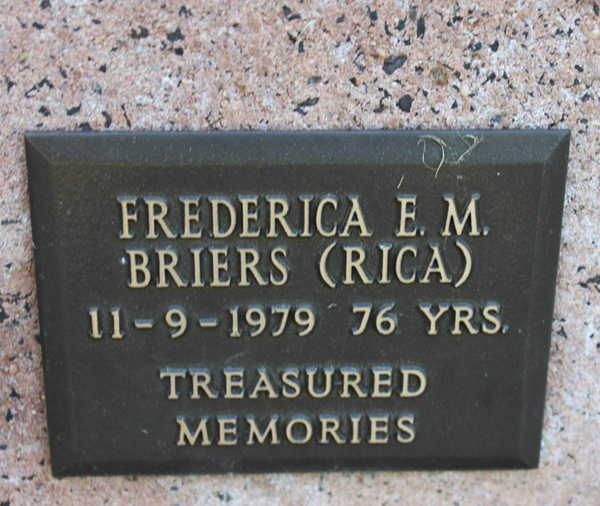 FREDERICA E. M.
BRIERS (RICA)
11-9-1979 76 YRS.
TREASURED
MEMORIES